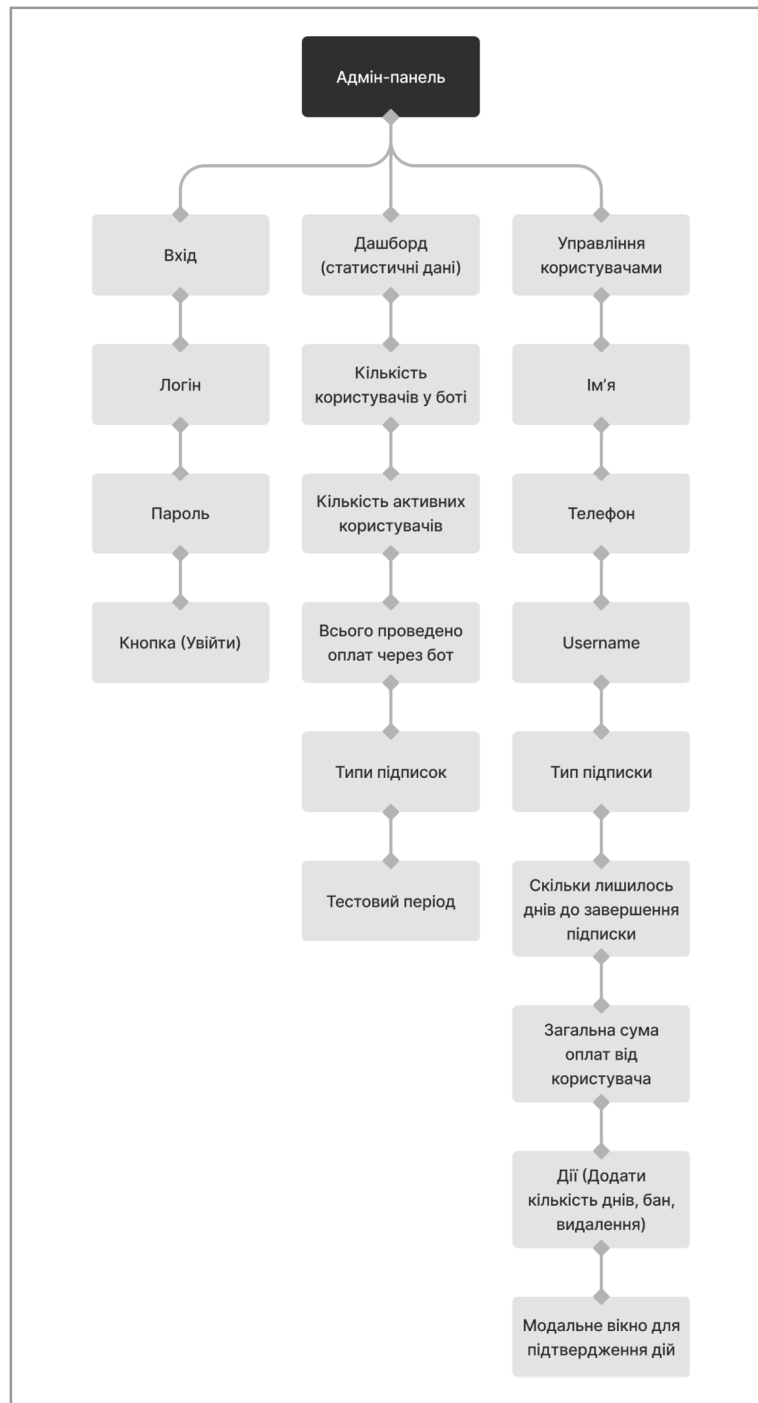 Адмін-панель
Вхід
Логін
Пароль
Кнопка (Увійти)
Дашборд
(статистичні дані)
Кількість
користувачів у боті
Кількість активних
користувачів
Всього проведено
оплат через бот
Типи підписок
Тестовий період
Управління
користувачами
Ім’я
Телефон
Username
Тип підписки
Скільки лишилось
днів до завершення
підписки
Загальна сума
оплат від
користувача
Дії (Додати
кількість днів, бан,
видалення)
Модальне вікно для
підтвердження дій